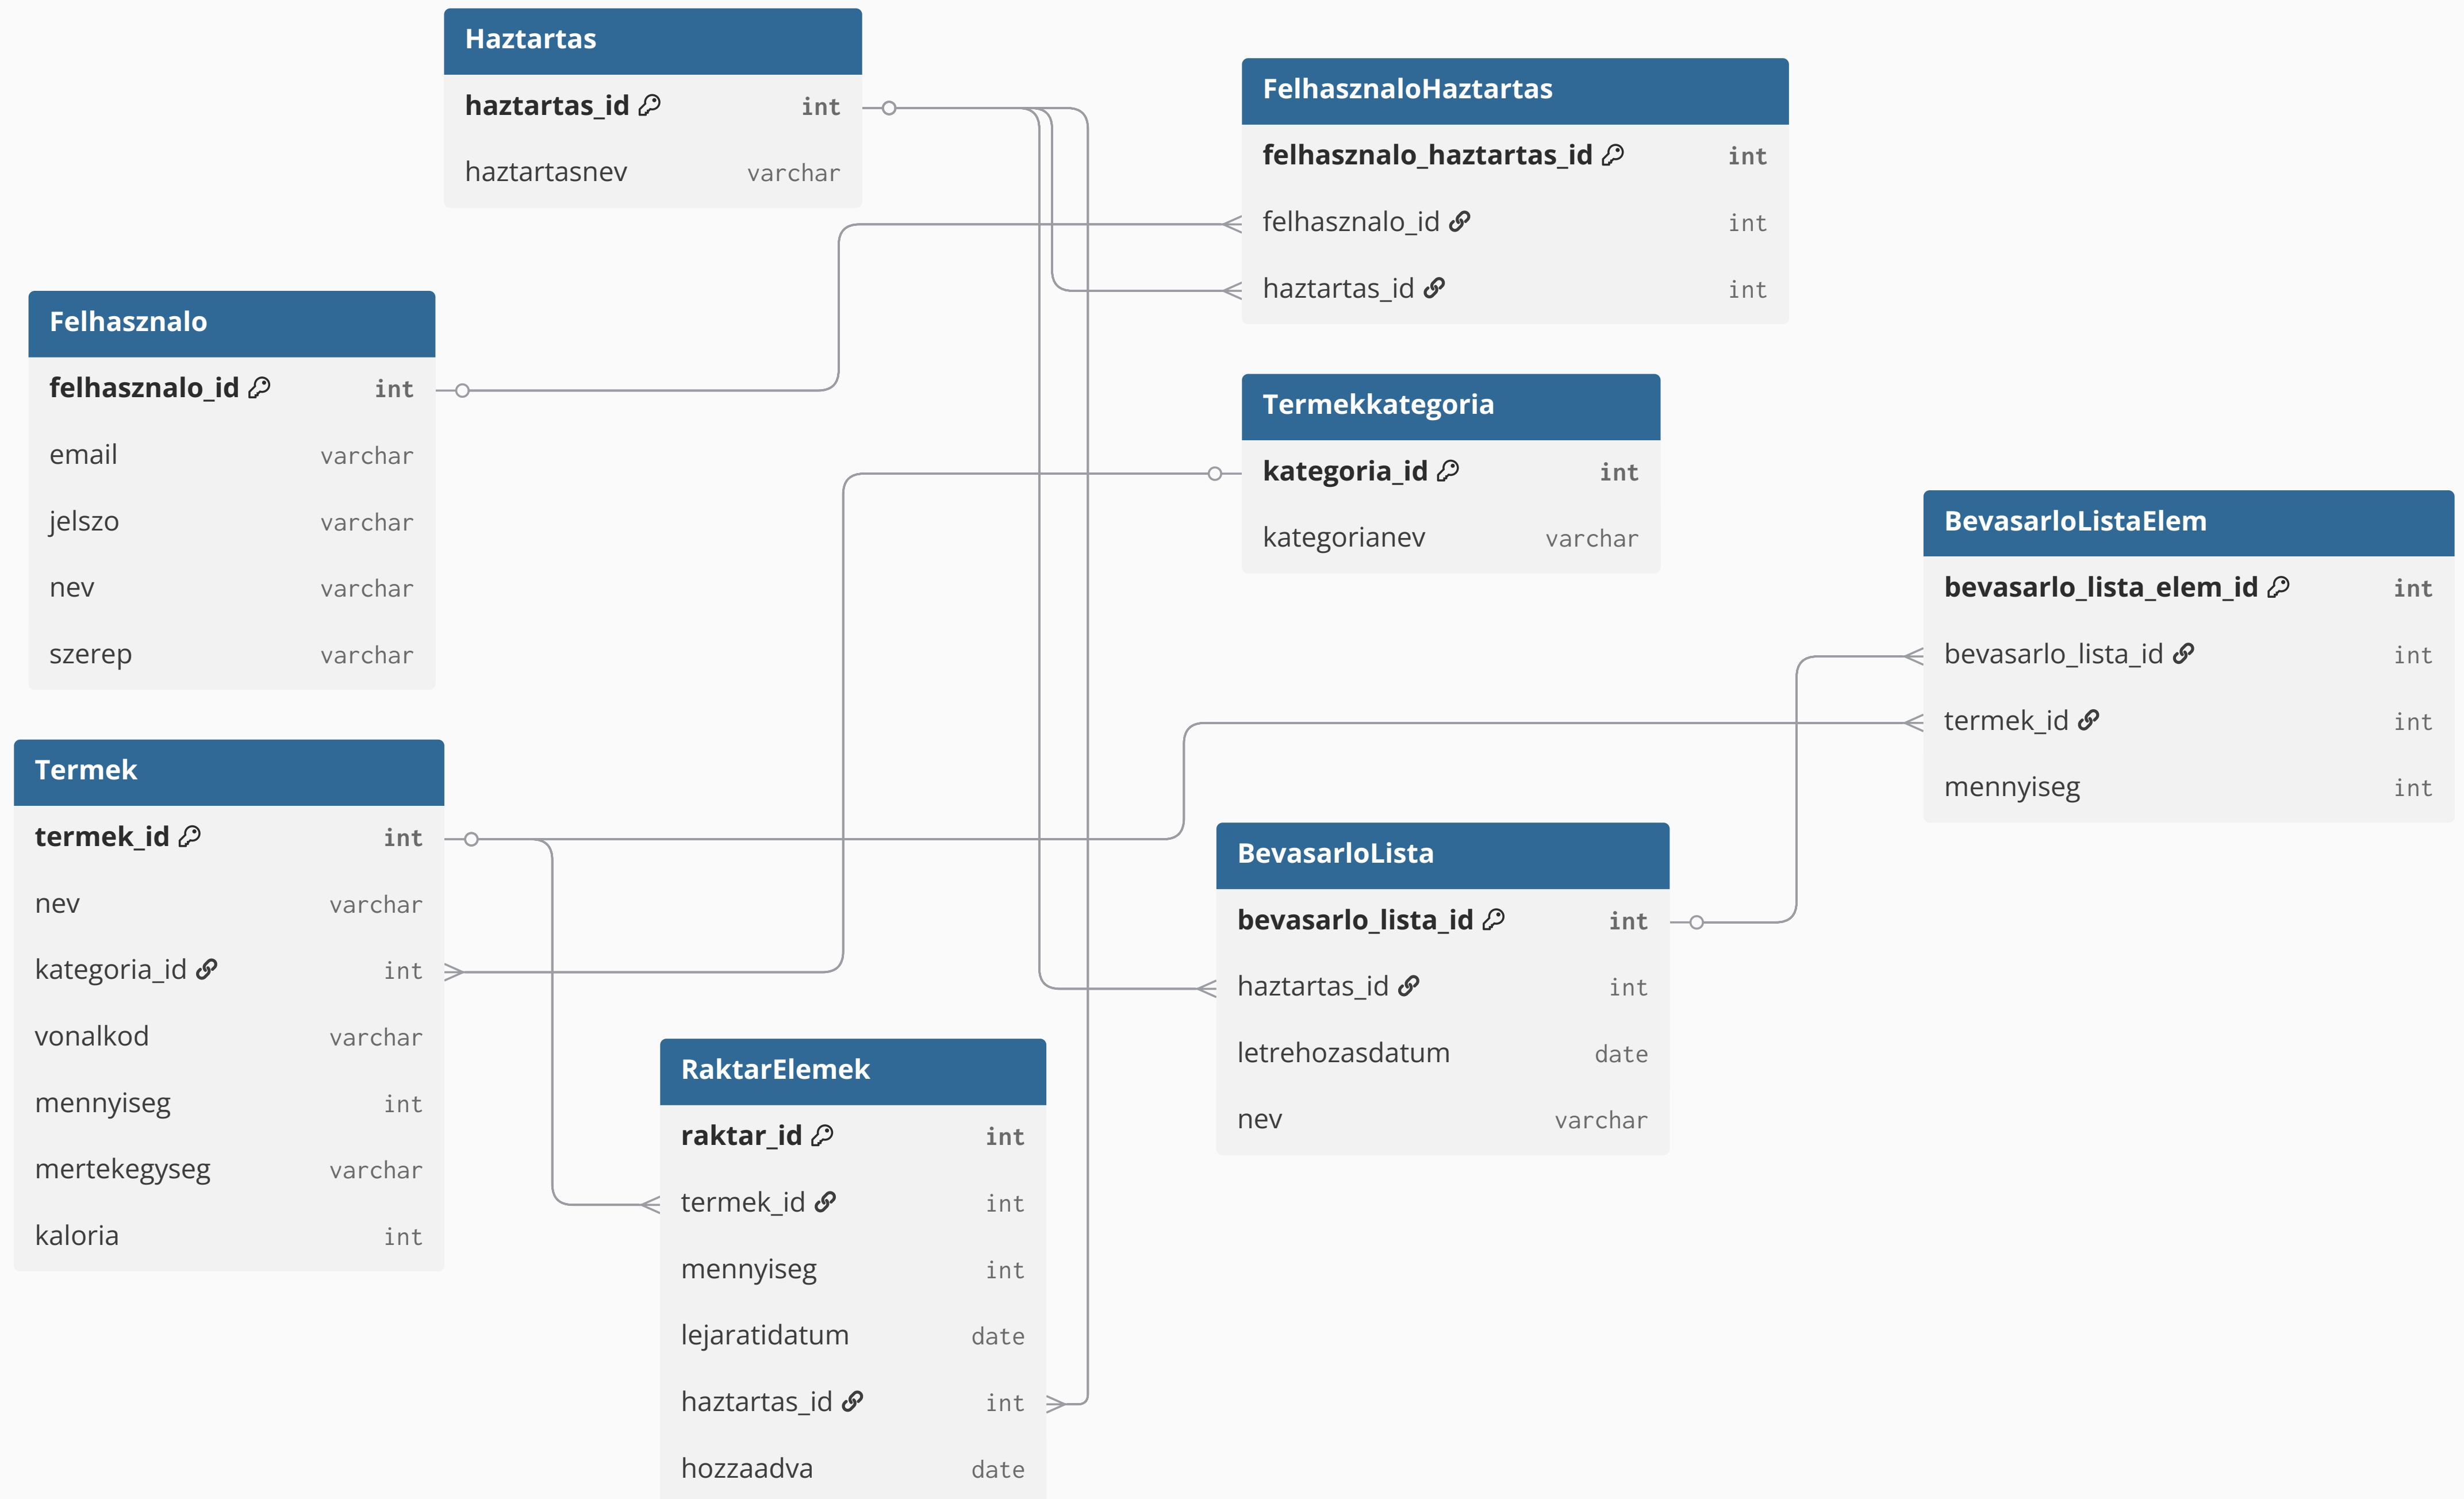 Haztartas
haztartas_id int
haztartasnev varchar
FelhasznaloHaztartas
felhasznalo_haztartas_id int
felhasznalo_id int
haztartas_id int
Felhasznalo
felhasznalo_id int
email varchar
jelszo varchar
nev varchar
szerep varchar
Termekkategoria
kategoria_id int
kategorianev varchar
BevasarloListaElem
bevasarlo_lista_elem_id int
bevasarlo_lista_id int
termek_id int
mennyiseg int
Termek
termek_id int
nev varchar
kategoria_id int
vonalkod varchar
mennyiseg int
mertekegyseg varchar
kaloria int
BevasarloLista
bevasarlo_lista_id int
haztartas_id int
letrehozasdatum date
nev varchar
RaktarElemek
raktar_id int
termek_id int
mennyiseg int
lejaratidatum date
haztartas_id int
hozzaadva date